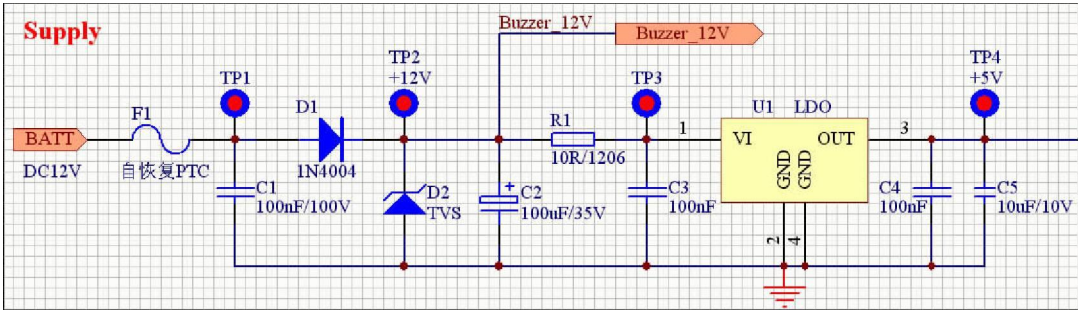 Supply
Buzzer_12V
Buzzer_12V
TP1
TP2
+12V
TP3
TP4
+5V
BATT
DC12V
F1
自恢复PTC
D1
1N4004
R1
10R/1206
U1 LDO
1
VI
OUT
3
GND
GND
2
4
C1
100nF/100V
D2
TVS
+
C2
100uF/35V
C3
100nF
C4
100nF
C5
10uF/10V